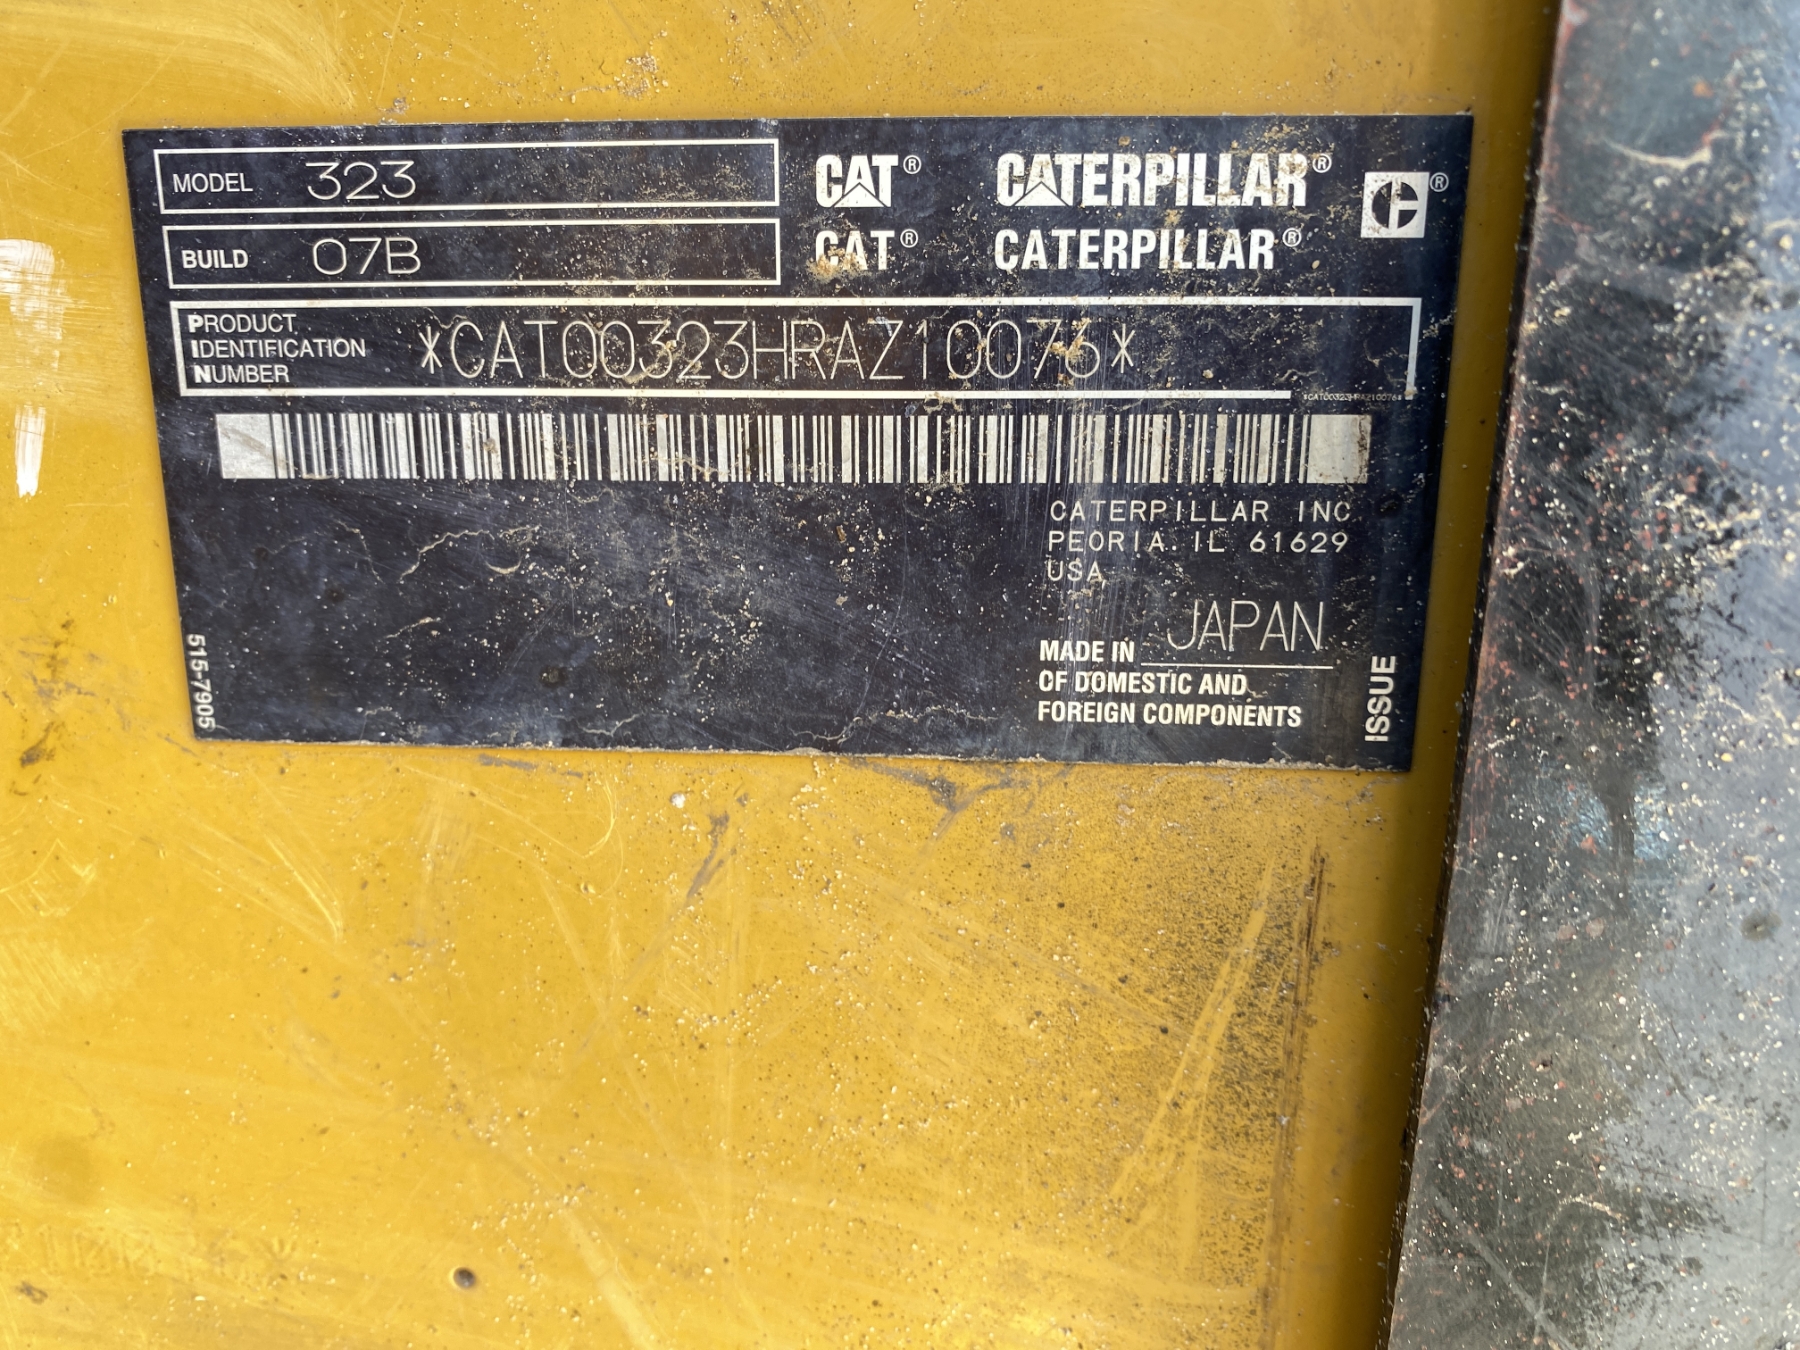 MODEL 323
CAT® CATERPILLAR® ®
BUILD 07B
CAT® CATERPILLAR®
PRODUCT
IDENTIFICATION
NUMBER
*CAT00323HRAZ10076*
*CAT00323HRAZ10076*
CATERPILLAR INC
PEORIA. IL 61629
USA
MADE IN JAPAN
OF DOMESTIC AND
FOREIGN COMPONENTS
ISSUE
515-7905